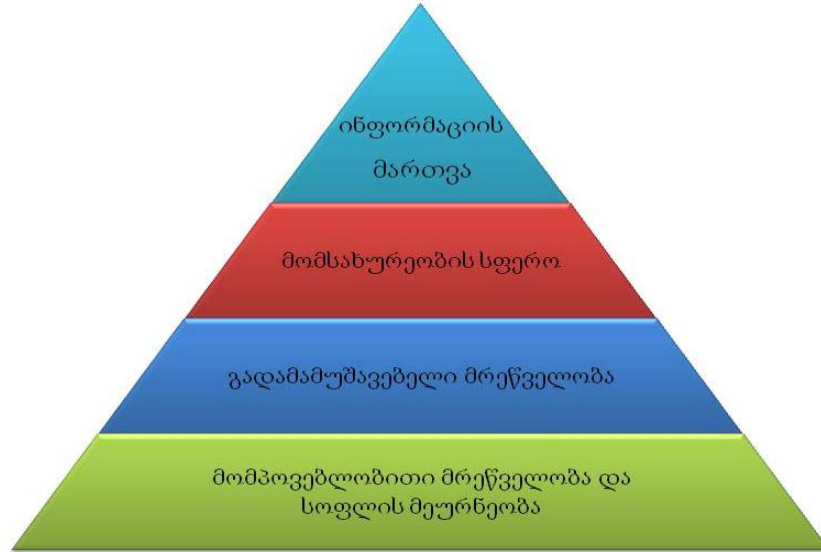 ინფორმაციის
მართვა
მომსახურეობის სფერო
გადამამუშავებელი მრეწველობა
მომპოვებლობითი მრეწველობა და
სოფლის მეურნეობა